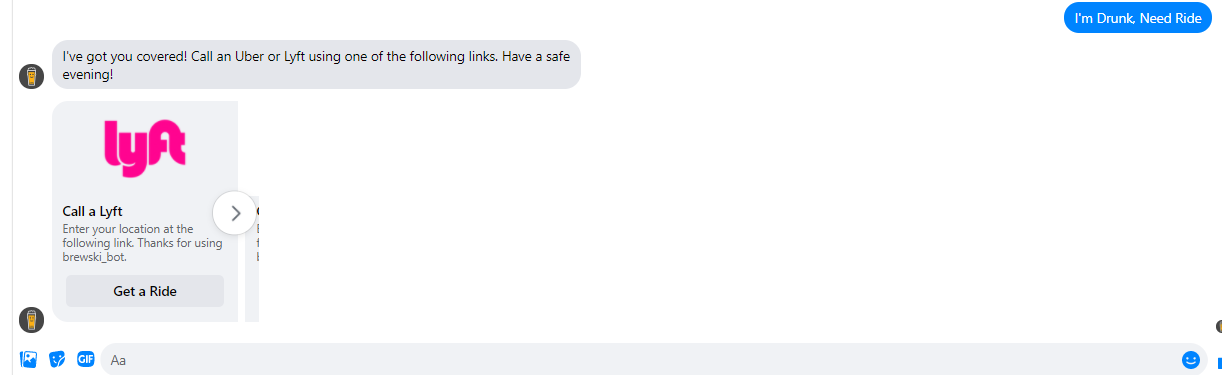 I'm Drunk, Need Ride
I've got you covered! Call an Uber or Lyft using one of the following links. Have a safe
evening!
lyft
Call a Lyft
Enter your location at the
following link. Thanks for using
brewski_bot.
Get a Ride
GIF
Aa